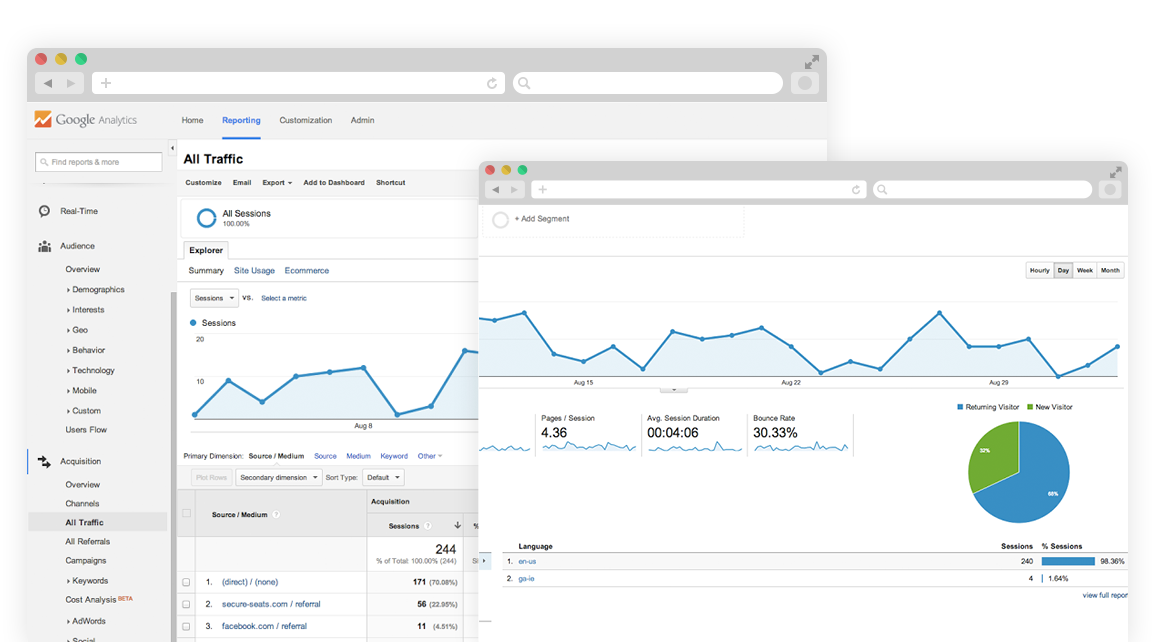 Google Analytics
Home Reporting Customization Admin
Find reports & more
Real-Time
Audience
Overview
Demographics
Interests
Geo
Behavior
Technology
Mobile
Custom
Users Flow
Acquisition
Overview
Channels
All Traffic
All Referrals
Campaigns
Keywords
Cost Analysis BETA
AdWords
Social
All Traffic
Customize Email Export Add to Dashboard Shortcut
All Sessions
100.00%
Explorer
Summary Site Usage Ecommerce
Sessions VS. Select a metric
Sessions
20
10
Aug 8
Primary Dimension: Source / Medium Source Medium Keyword Other
Plot Rows Secondary dimension Sort Type: Default
Acquisition
Source / Medium ? Sessions ? %
244
% of Total: 100.00% (244)
1. (direct) / (none) 171 (70.08%)
2. secure-seats.com / referral 56 (22.95%)
3. facebook.com / referral 11 (4.51%)
+ Add Segment
Hourly Day Week Month
Aug 15 Aug 22 Aug 29
Pages / Session
4.36
Avg. Session Duration
00:04:06
Bounce Rate
30.33%
Returning Visitor New Visitor
32%
68%
Language Sessions % Sessions
1. en-us 240 98.36%
2. ga-ie 4 1.64%
view full repor